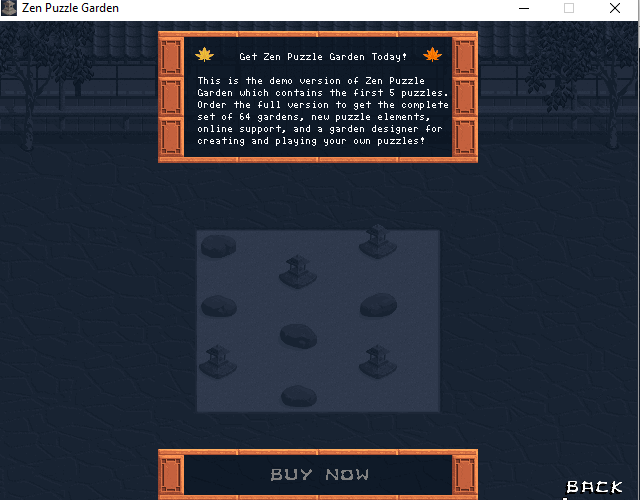 Zen Puzzle Garden
Get Zen Puzzle Garden Today!
This is the demo version of Zen Puzzle
Garden which contains the first 5 puzzles.
Order the full version to get the complete
set of 64 gardens, new puzzle elements,
online support, and a garden designer for
creating and playing your own puzzles!
BUY NOW
BACK